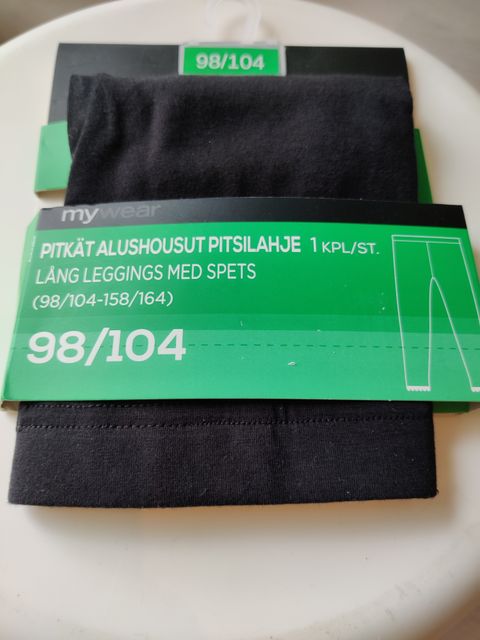 98/104
mywear
PITKÄT ALUSHOUSUT PITSILAHJE 1 KPL/ST.
LÅNG LEGGINGS MED SPETS
(98/104-158/164)
98/104